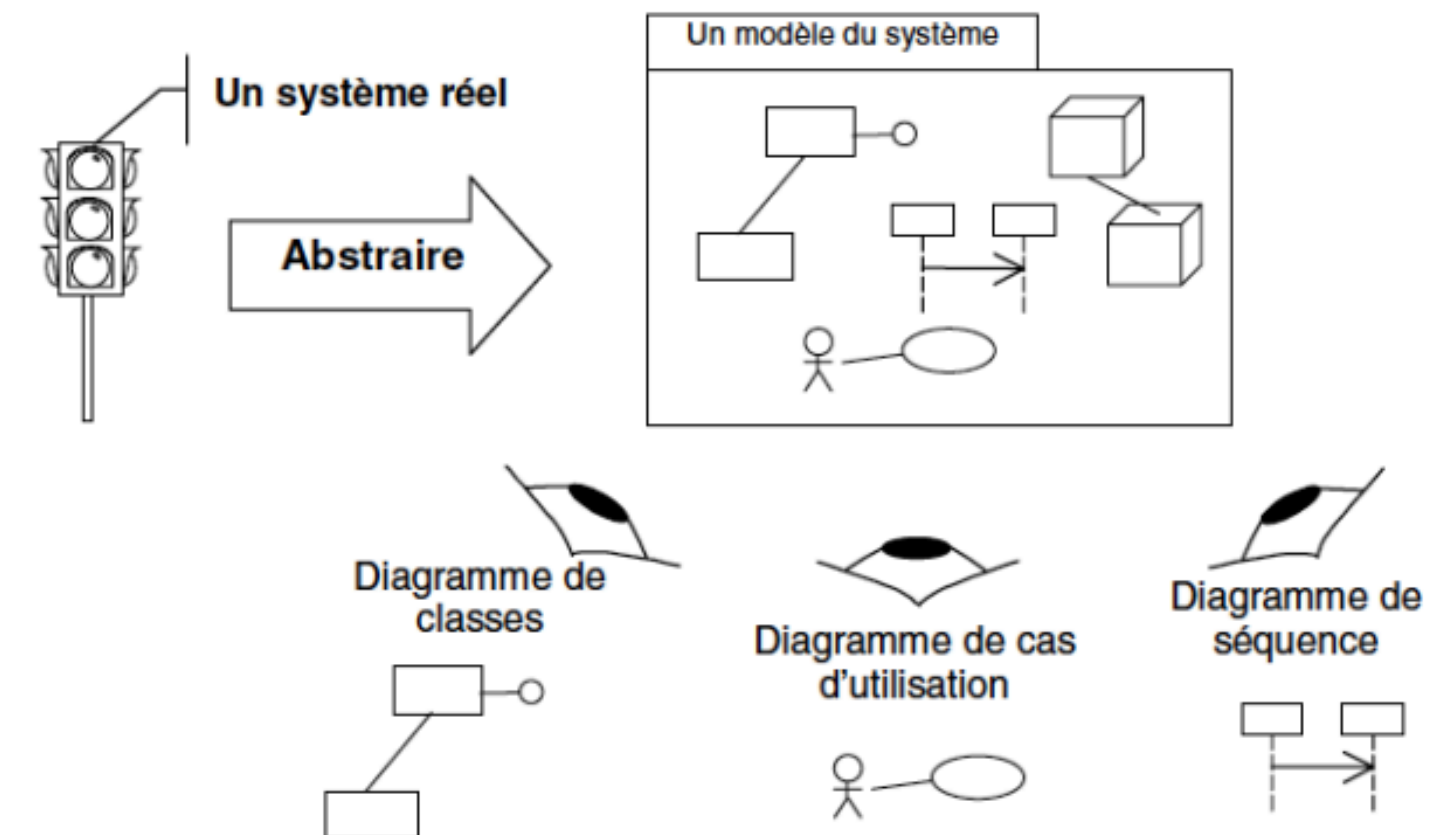 Un modèle du système
Un système réel
Abstraire
Diagramme de
classes
Diagramme de cas
d'utilisation
Diagramme de
séquence